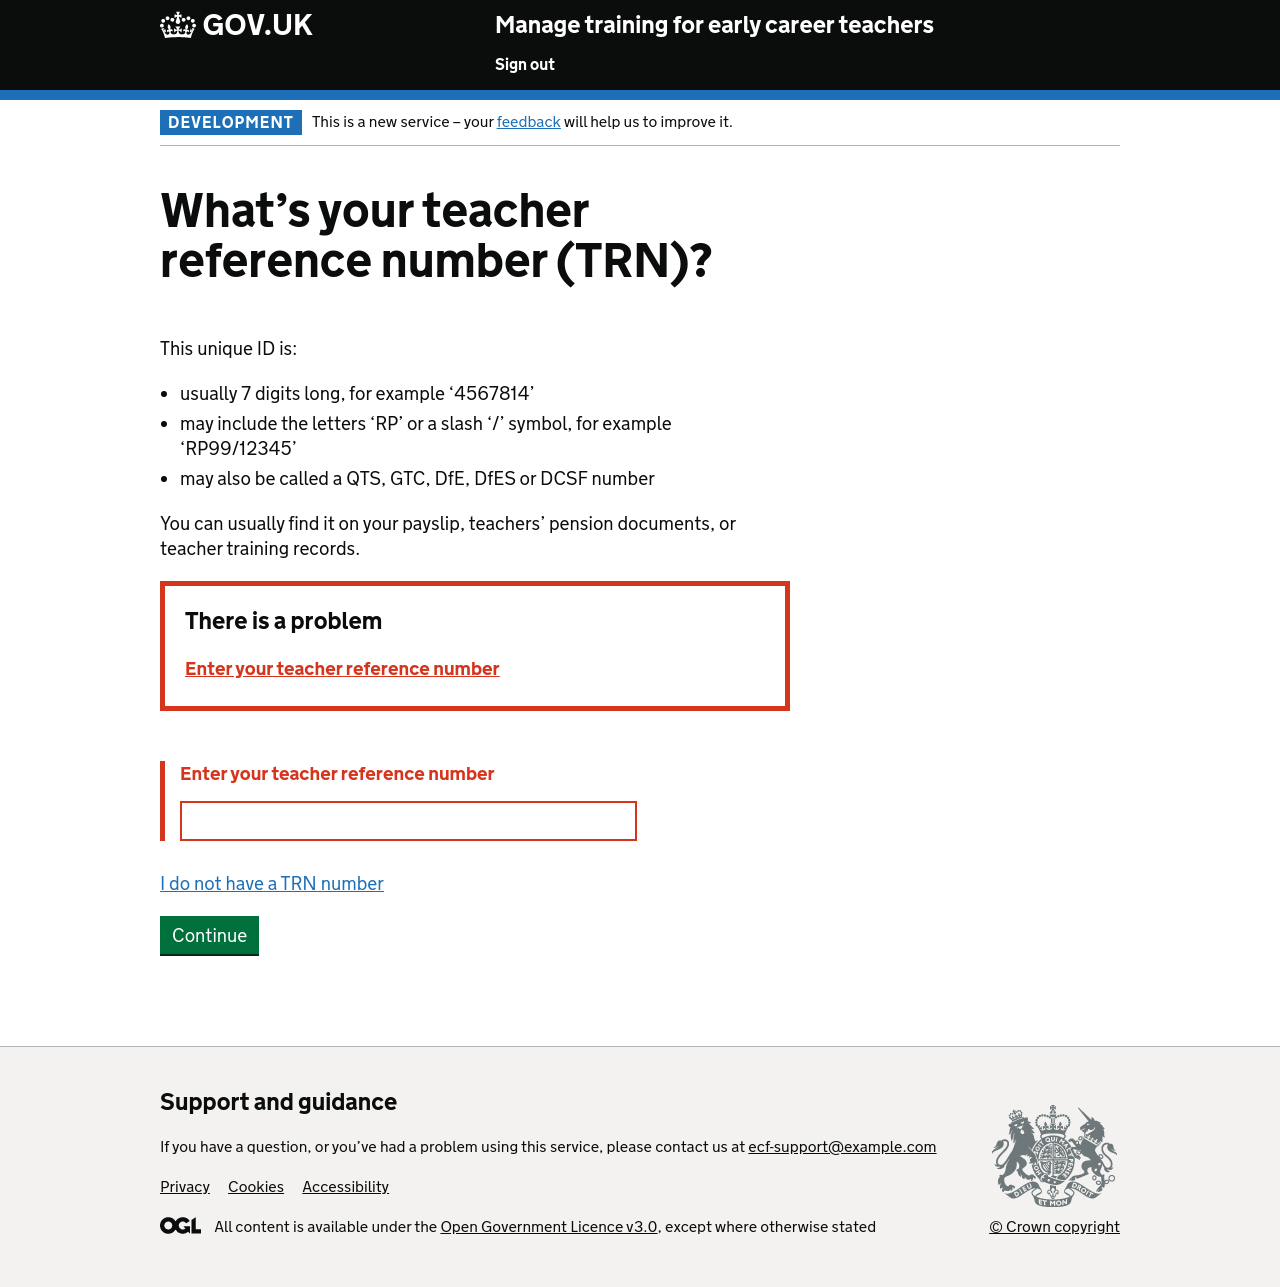 GOV.UK
Manage training for early career teachers
Sign out
DEVELOPMENT
This is a new service – your feedback will help us to improve it.
What’s your teacher
reference number (TRN)?
This unique ID is:
• usually 7 digits long, for example ‘4567814’
• may include the letters ‘RP’ or a slash ‘/’ symbol, for example
‘RP99/12345’
• may also be called a QTS, GTC, DfE, DfES or DCSF number
You can usually find it on your payslip, teachers’ pension documents, or
teacher training records.
There is a problem
Enter your teacher reference number
Enter your teacher reference number
I do not have a TRN number
Continue
Support and guidance
If you have a question, or you’ve had a problem using this service, please contact us at ecf-support@example.com
Privacy Cookies Accessibility
OGL All content is available under the Open Government Licence v3.0, except where otherwise stated
© Crown copyright